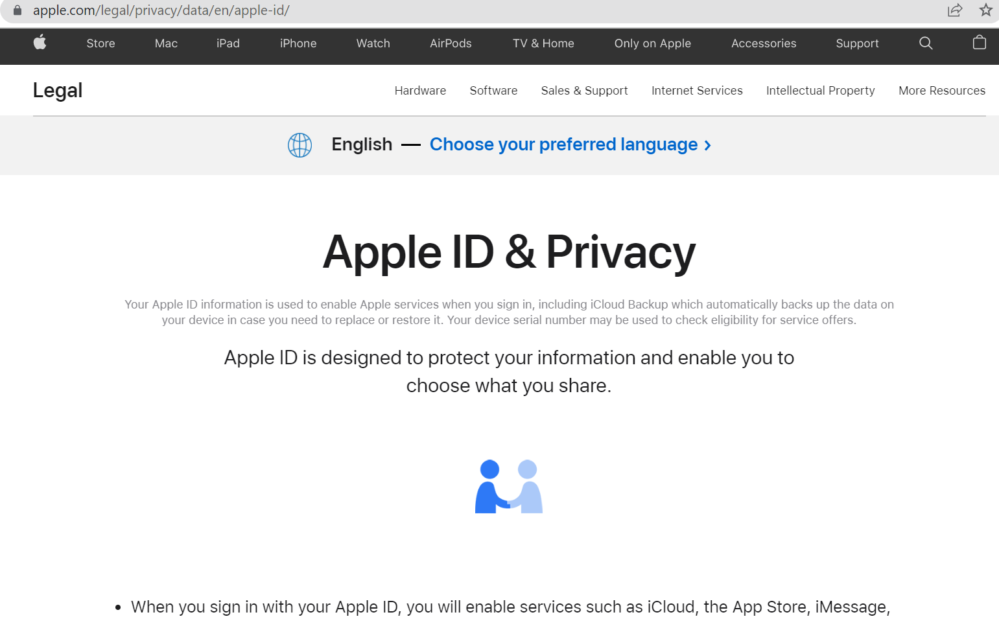 apple.com/legal/privacy/data/en/apple-id/
Store Mac iPad iPhone Watch AirPods TV & Home Only on Apple Accessories Support
Legal Hardware Software Sales & Support Internet Services Intellectual Property More Resources
English — Choose your preferred language ›
Apple ID & Privacy
Your Apple ID information is used to enable Apple services when you sign in, including iCloud Backup which automatically backs up the data on
your device in case you need to replace or restore it. Your device serial number may be used to check eligibility for service offers.
Apple ID is designed to protect your information and enable you to
choose what you share.
• When you sign in with your Apple ID, you will enable services such as iCloud, the App Store, iMessage,